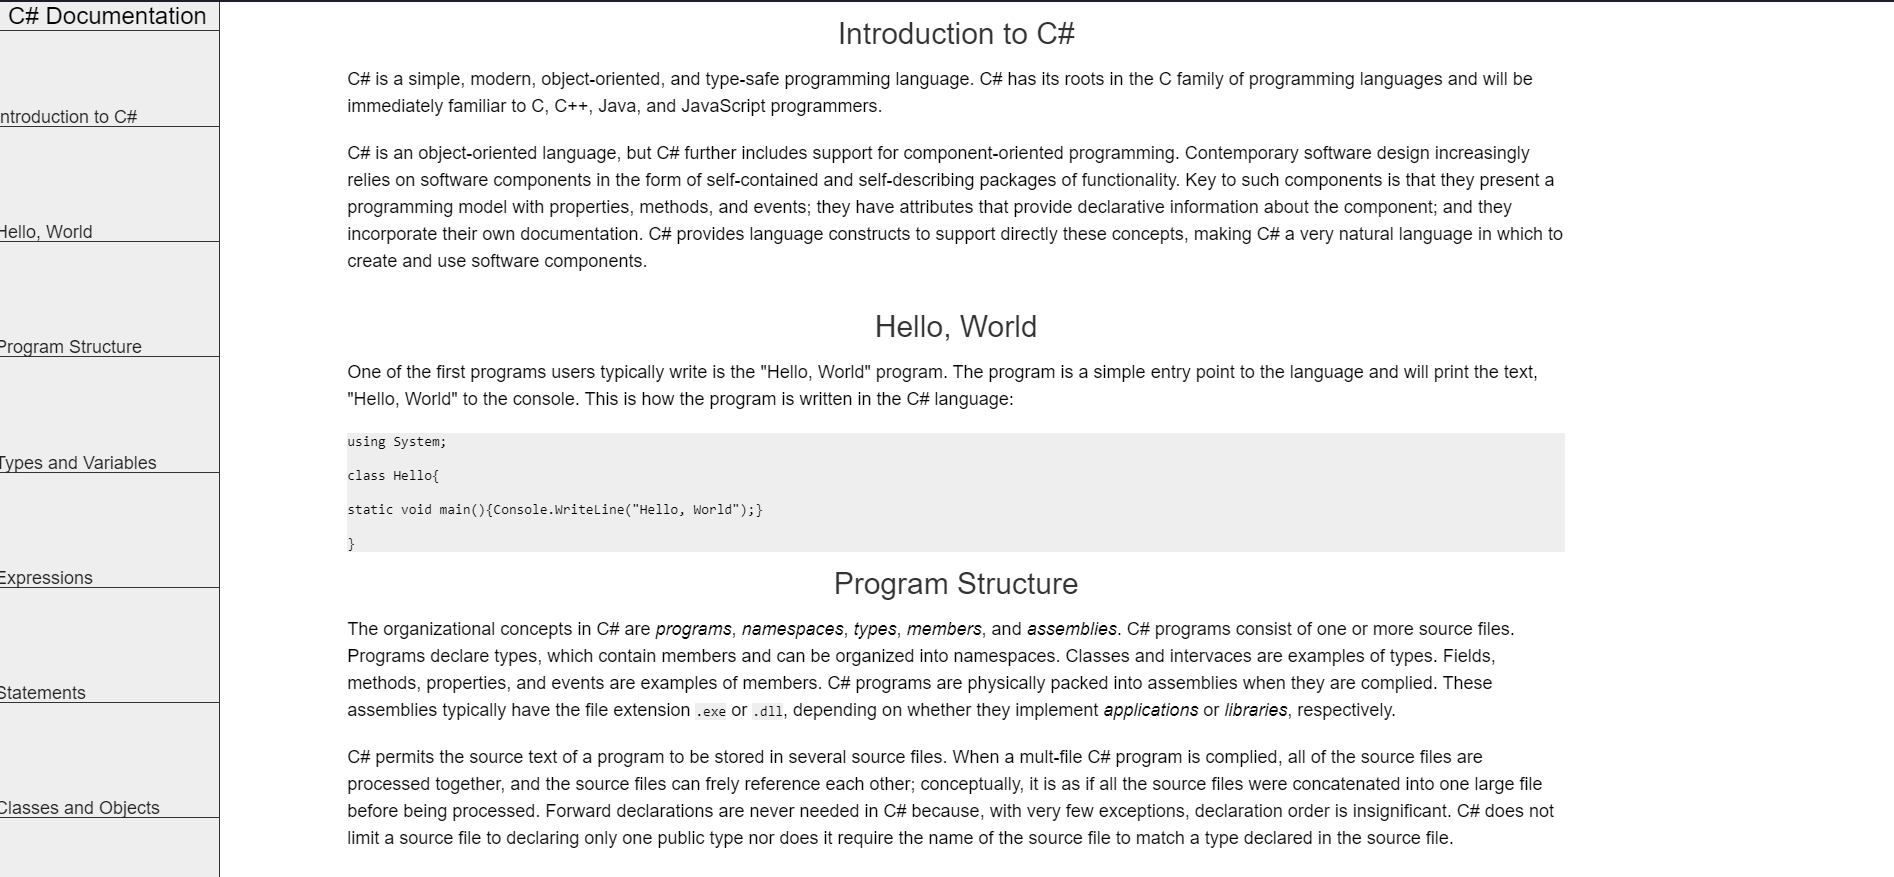 C# Documentation
ntroduction to C#
Hello, World
Program Structure
Types and Variables
Expressions
Statements
Classes and Objects
Introduction to C#
C# is a simple, modern, object-oriented, and type-safe programming language. C# has its roots in the C family of programming languages and will be
immediately familiar to C, C++, Java, and JavaScript programmers.
C# is an object-oriented language, but C# further includes support for component-oriented programming. Contemporary software design increasingly
relies on software components in the form of self-contained and self-describing packages of functionality. Key to such components is that they present a
programming model with properties, methods, and events; they have attributes that provide declarative information about the component; and they
incorporate their own documentation. C# provides language constructs to support directly these concepts, making C# a very natural language in which to
create and use software components.
Hello, World
One of the first programs users typically write is the "Hello, World" program. The program is a simple entry point to the language and will print the text,
"Hello, World" to the console. This is how the program is written in the C# language:
using System;
class Hello{
static void main(){Console.WriteLine("Hello, World");}
}
Program Structure
The organizational concepts in C# are programs, namespaces, types, members, and assemblies. C# programs consist of one or more source files.
Programs declare types, which contain members and can be organized into namespaces. Classes and intervaces are examples of types. Fields,
methods, properties, and events are examples of members. C# programs are physically packed into assemblies when they are complied. These
assemblies typically have the file extension .exe or .dll, depending on whether they implement applications or libraries, respectively.
C# permits the source text of a program to be stored in several source files. When a mult-file C# program is complied, all of the source files are
processed together, and the source files can frely reference each other; conceptually, it is as if all the source files were concatenated into one large file
before being processed. Forward declarations are never needed in C# because, with very few exceptions, declaration order is insignificant. C# does not
limit a source file to declaring only one public type nor does it require the name of the source file to match a type declared in the source file.